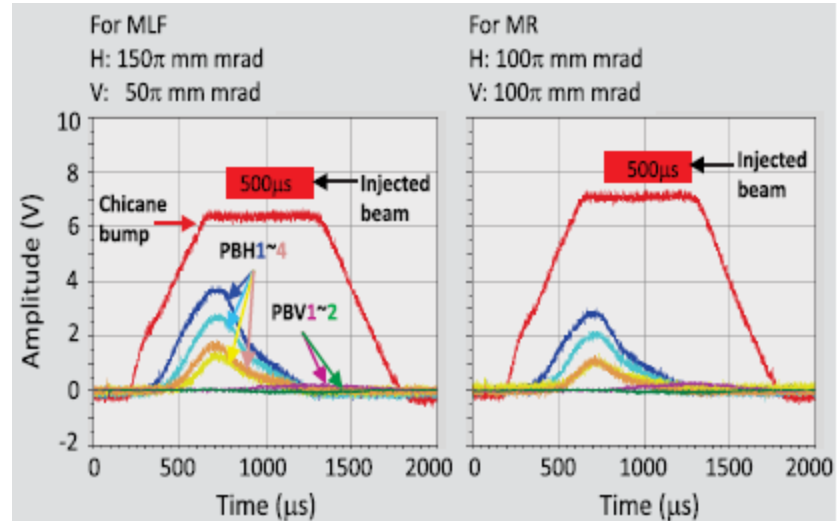 For MLF
H: 150π mm mrad
V: 50π mm mrad
For MR
H: 100π mm mrad
V: 100π mm mrad
Amplitude (V)
10
8
6
4
2
0
-2
500μs
Injected
beam
Chicane
bump
PBH1~4
PBV1~2
0
500
1000
1500
2000
Time (μs)
500μs
Injected
beam
0
500
1000
1500
2000
Time (μs)